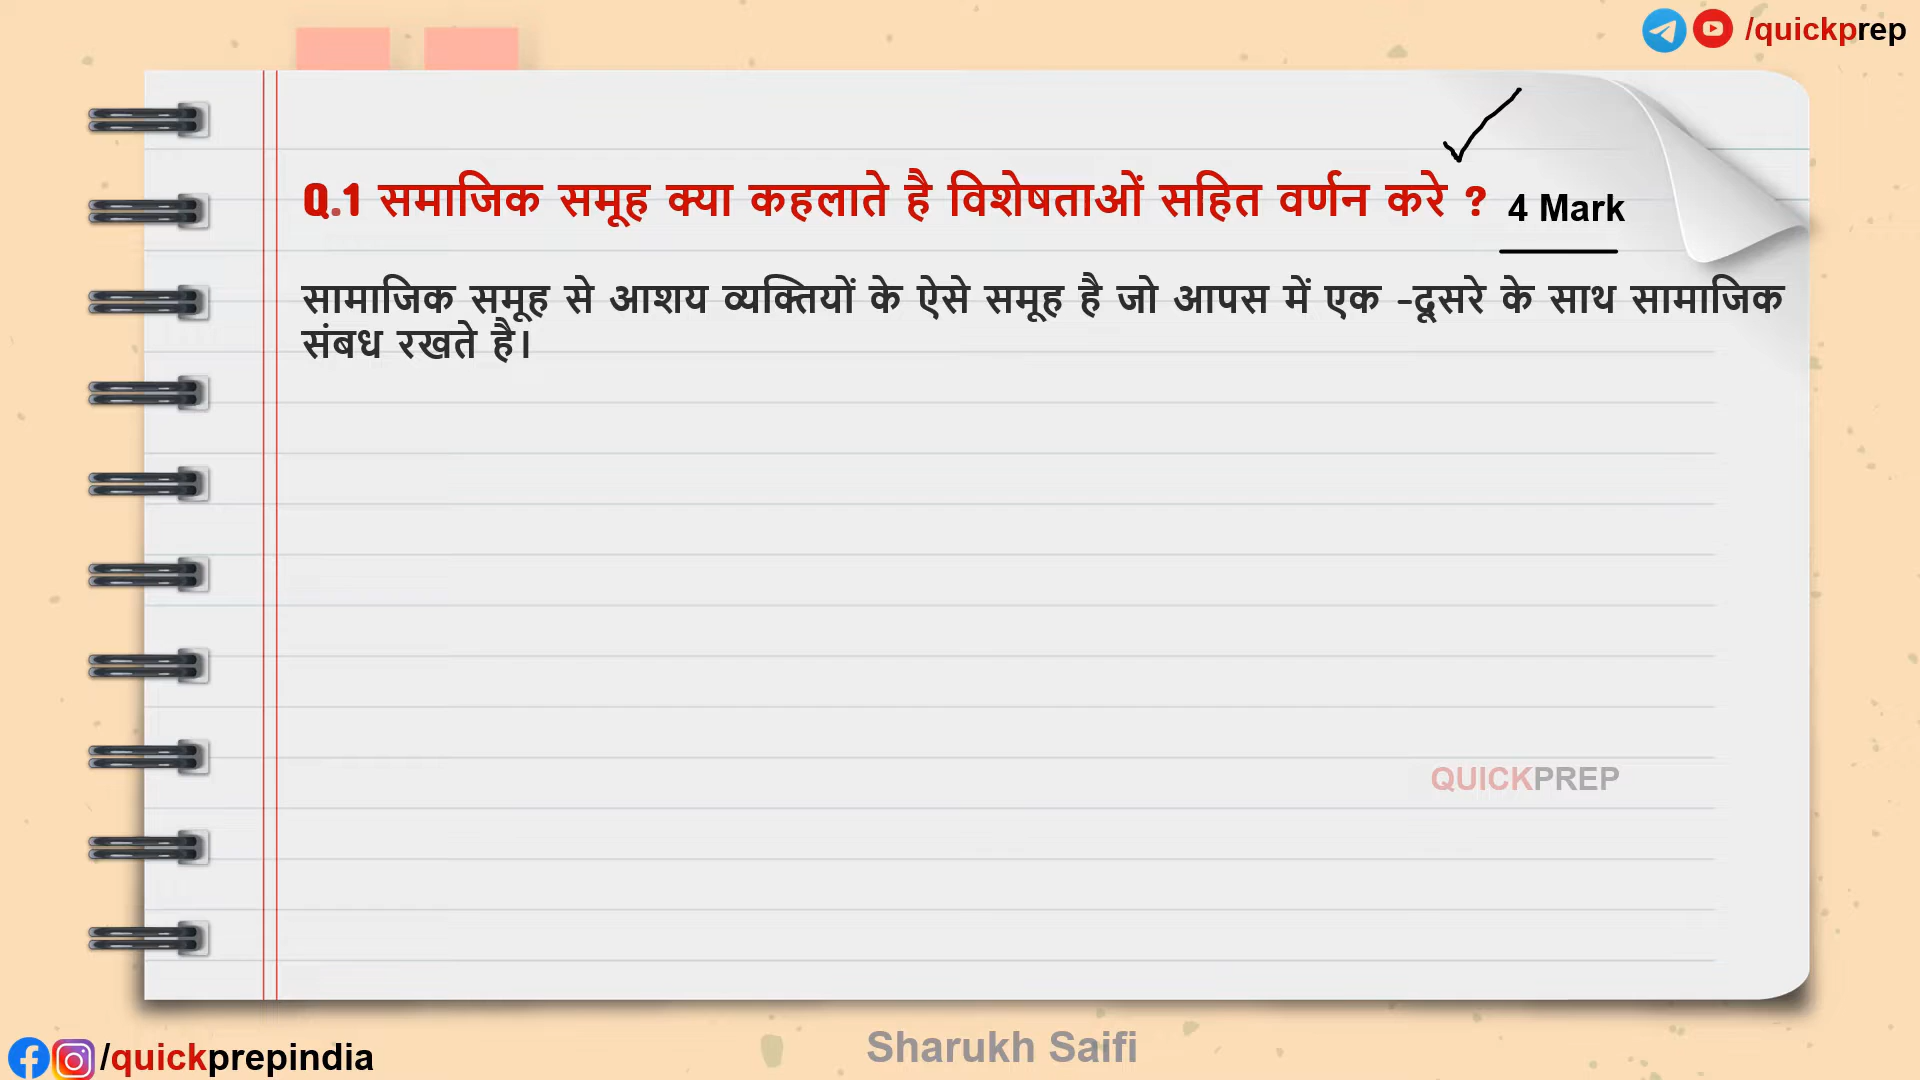 /quickprep
Q.1 समाजिक समूह क्या कहलाते है विशेषताओं सहित वर्णन करे ? 4 Mark
सामाजिक समूह से आशय व्यक्तियों के ऐसे समूह है जो आपस में एक -दूसरे के साथ सामाजिक
संबध रखते है।
QUICKPREP
Sharukh Saifi
/quickprepindia